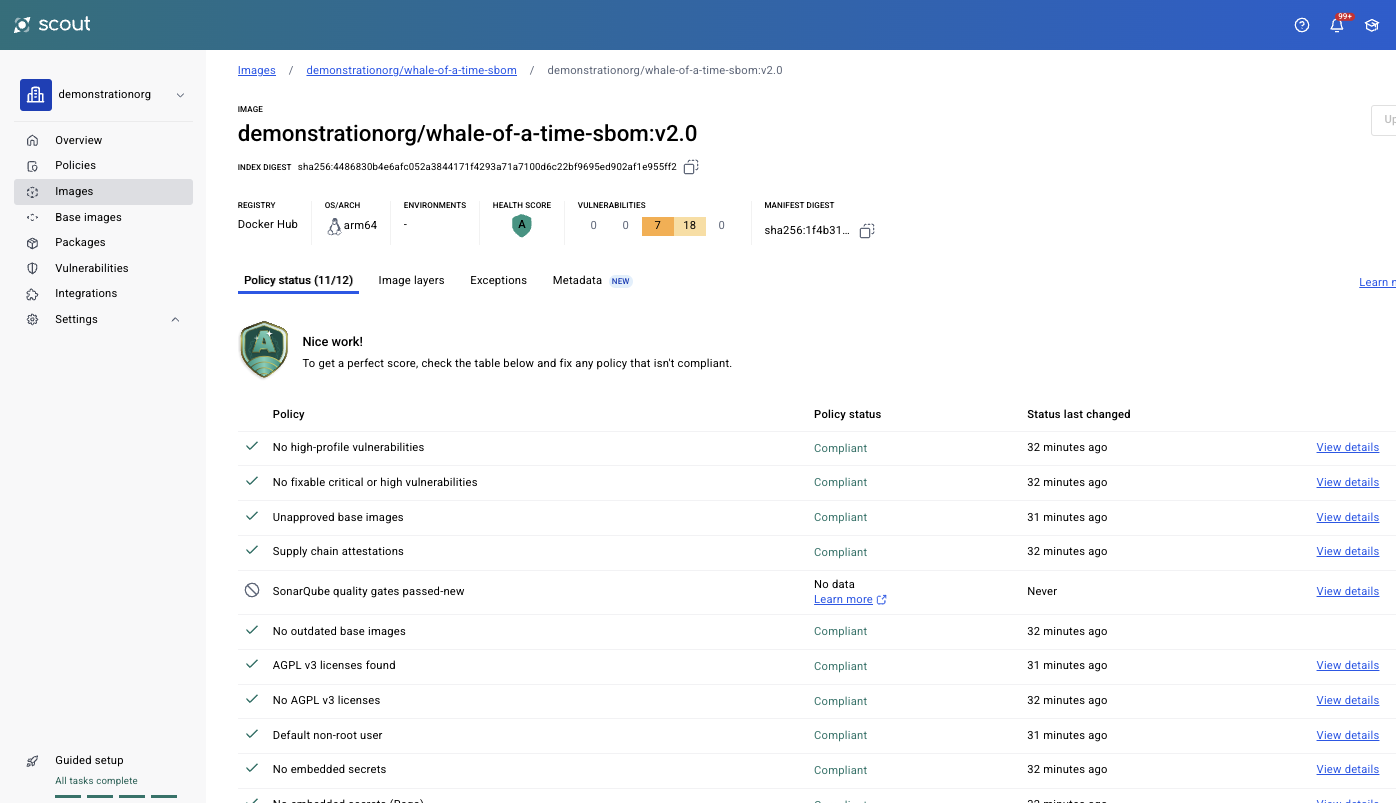 scout
99+
demonstrationorg
Overview
Policies
Images
Base images
Packages
Vulnerabilities
Integrations
Settings
Guided setup
All tasks complete
Images / demonstrationorg/whale-of-a-time-sbom / demonstrationorg/whale-of-a-time-sbom:v2.0
IMAGE
demonstrationorg/whale-of-a-time-sbom:v2.0
Up
INDEX DIGEST sha256:4486830b4e6afc052a3844171f4293a71a7100d6c22bf9695ed902af1e955ff2
REGISTRY OS/ARCH ENVIRONMENTS HEALTH SCORE VULNERABILITIES MANIFEST DIGEST
Docker Hub arm64 - A 0 0 7 18 0 sha256:1f4b31...
Policy status (11/12) Image layers Exceptions Metadata NEW Learn
A
Nice work!
To get a perfect score, check the table below and fix any policy that isn't compliant.
Policy Policy status Status last changed
No high-profile vulnerabilities Compliant 32 minutes ago View details
No fixable critical or high vulnerabilities Compliant 32 minutes ago View details
Unapproved base images Compliant 31 minutes ago View details
Supply chain attestations Compliant 32 minutes ago View details
SonarQube quality gates passed-new No data Learn more Never View details
No outdated base images Compliant 32 minutes ago
AGPL v3 licenses found Compliant 31 minutes ago View details
No AGPL v3 licenses Compliant 32 minutes ago View details
Default non-root user Compliant 31 minutes ago View details
No embedded secrets Compliant 32 minutes ago View details